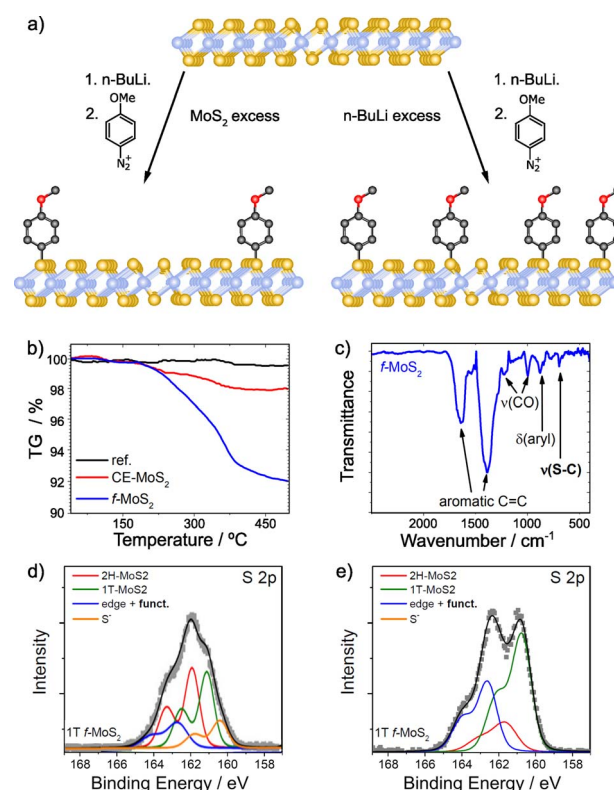 a)
1. n-BuLi.
2.
OMe
N₂⁺
MoS₂ excess
n-BuLi excess
1. n-BuLi.
2.
OMe
N₂⁺
b)
TG / %
100
98
96
94
92
90
ref.
CE-MoS₂
f-MoS₂
150
300
450
Temperature / ºC
c)
Transmittance
f-MoS₂
ν(CO)
δ(aryl)
ν(S-C)
aromatic C=C
2000
1500
1000
500
Wavenumber / cm⁻¹
d)
Intensity
2H-MoS2
1T-MoS2
edge + funct.
S⁻
S 2p
1T f-MoS₂
168
166
164
162
160
158
Binding Energy / eV
e)
Intensity
2H-MoS2
1T-MoS2
edge + funct.
S⁻
S 2p
1T f-MoS₂
168
166
164
162
160
158
Binding Energy / eV